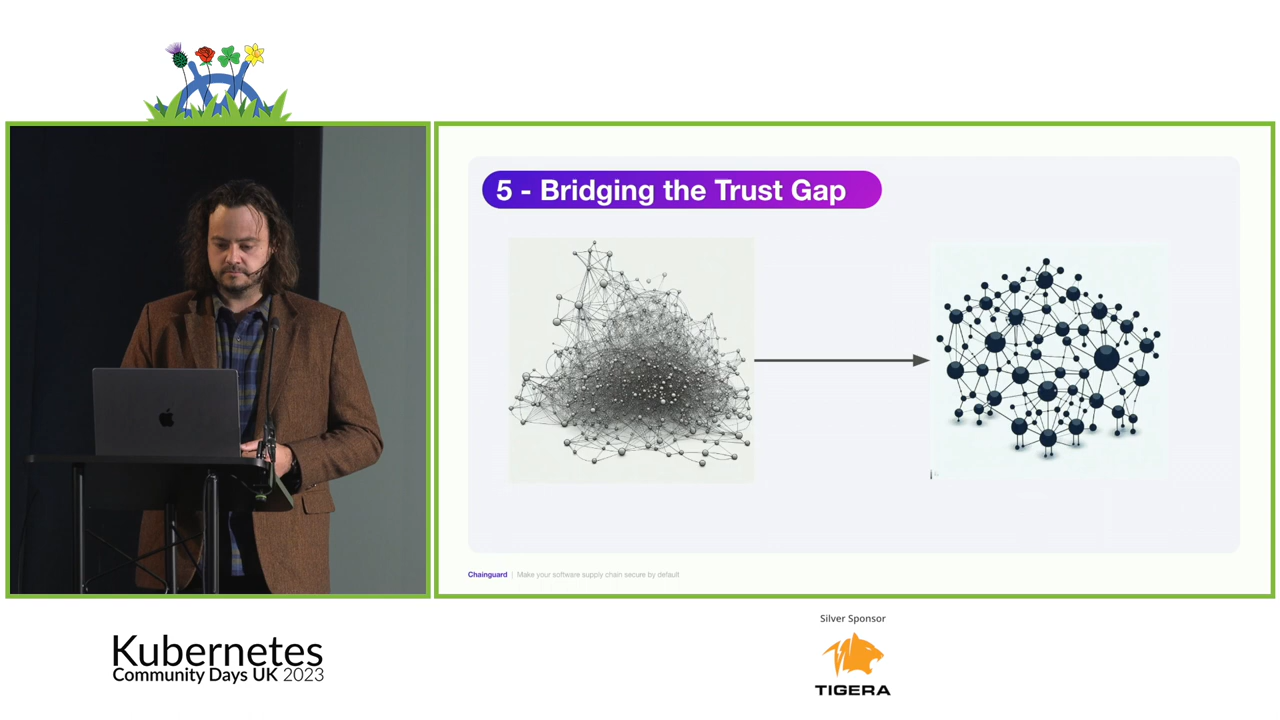 5 - Bridging the Trust Gap
Chainguard | Make your software supply chain secure by default
Kubernetes
Community Days UK 2023
Silver Sponsor
TIGERA